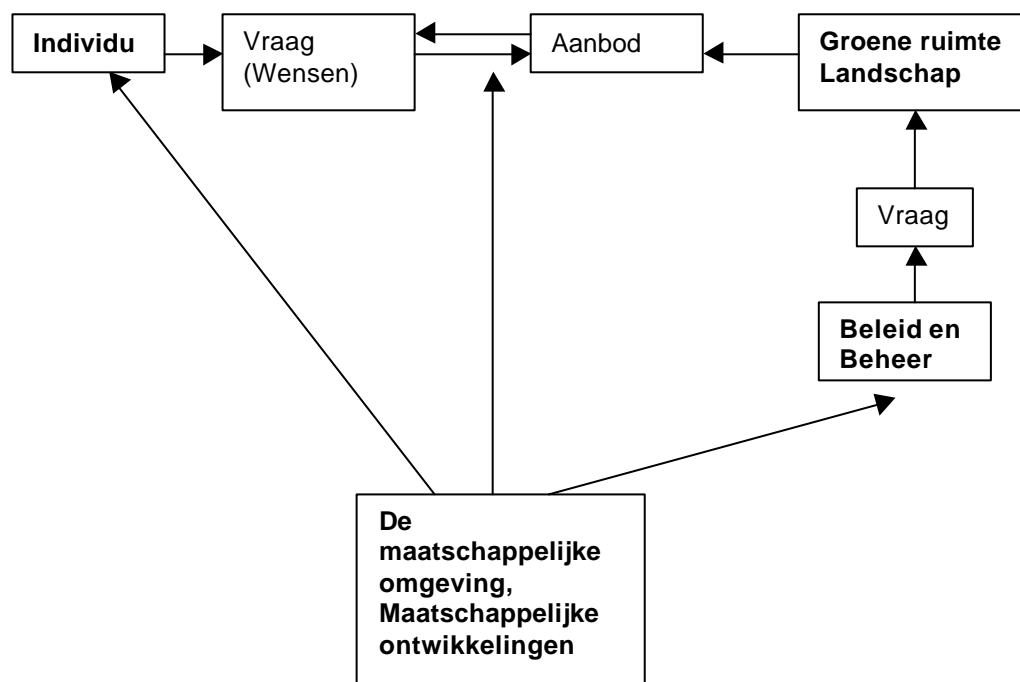 Individu
Vraag
(Wensen)
Aanbod
Groene ruimte
Landschap
Vraag
Beleid en
Beheer
De
maatschappelijke
omgeving,
Maatschappelijke
ontwikkelingen